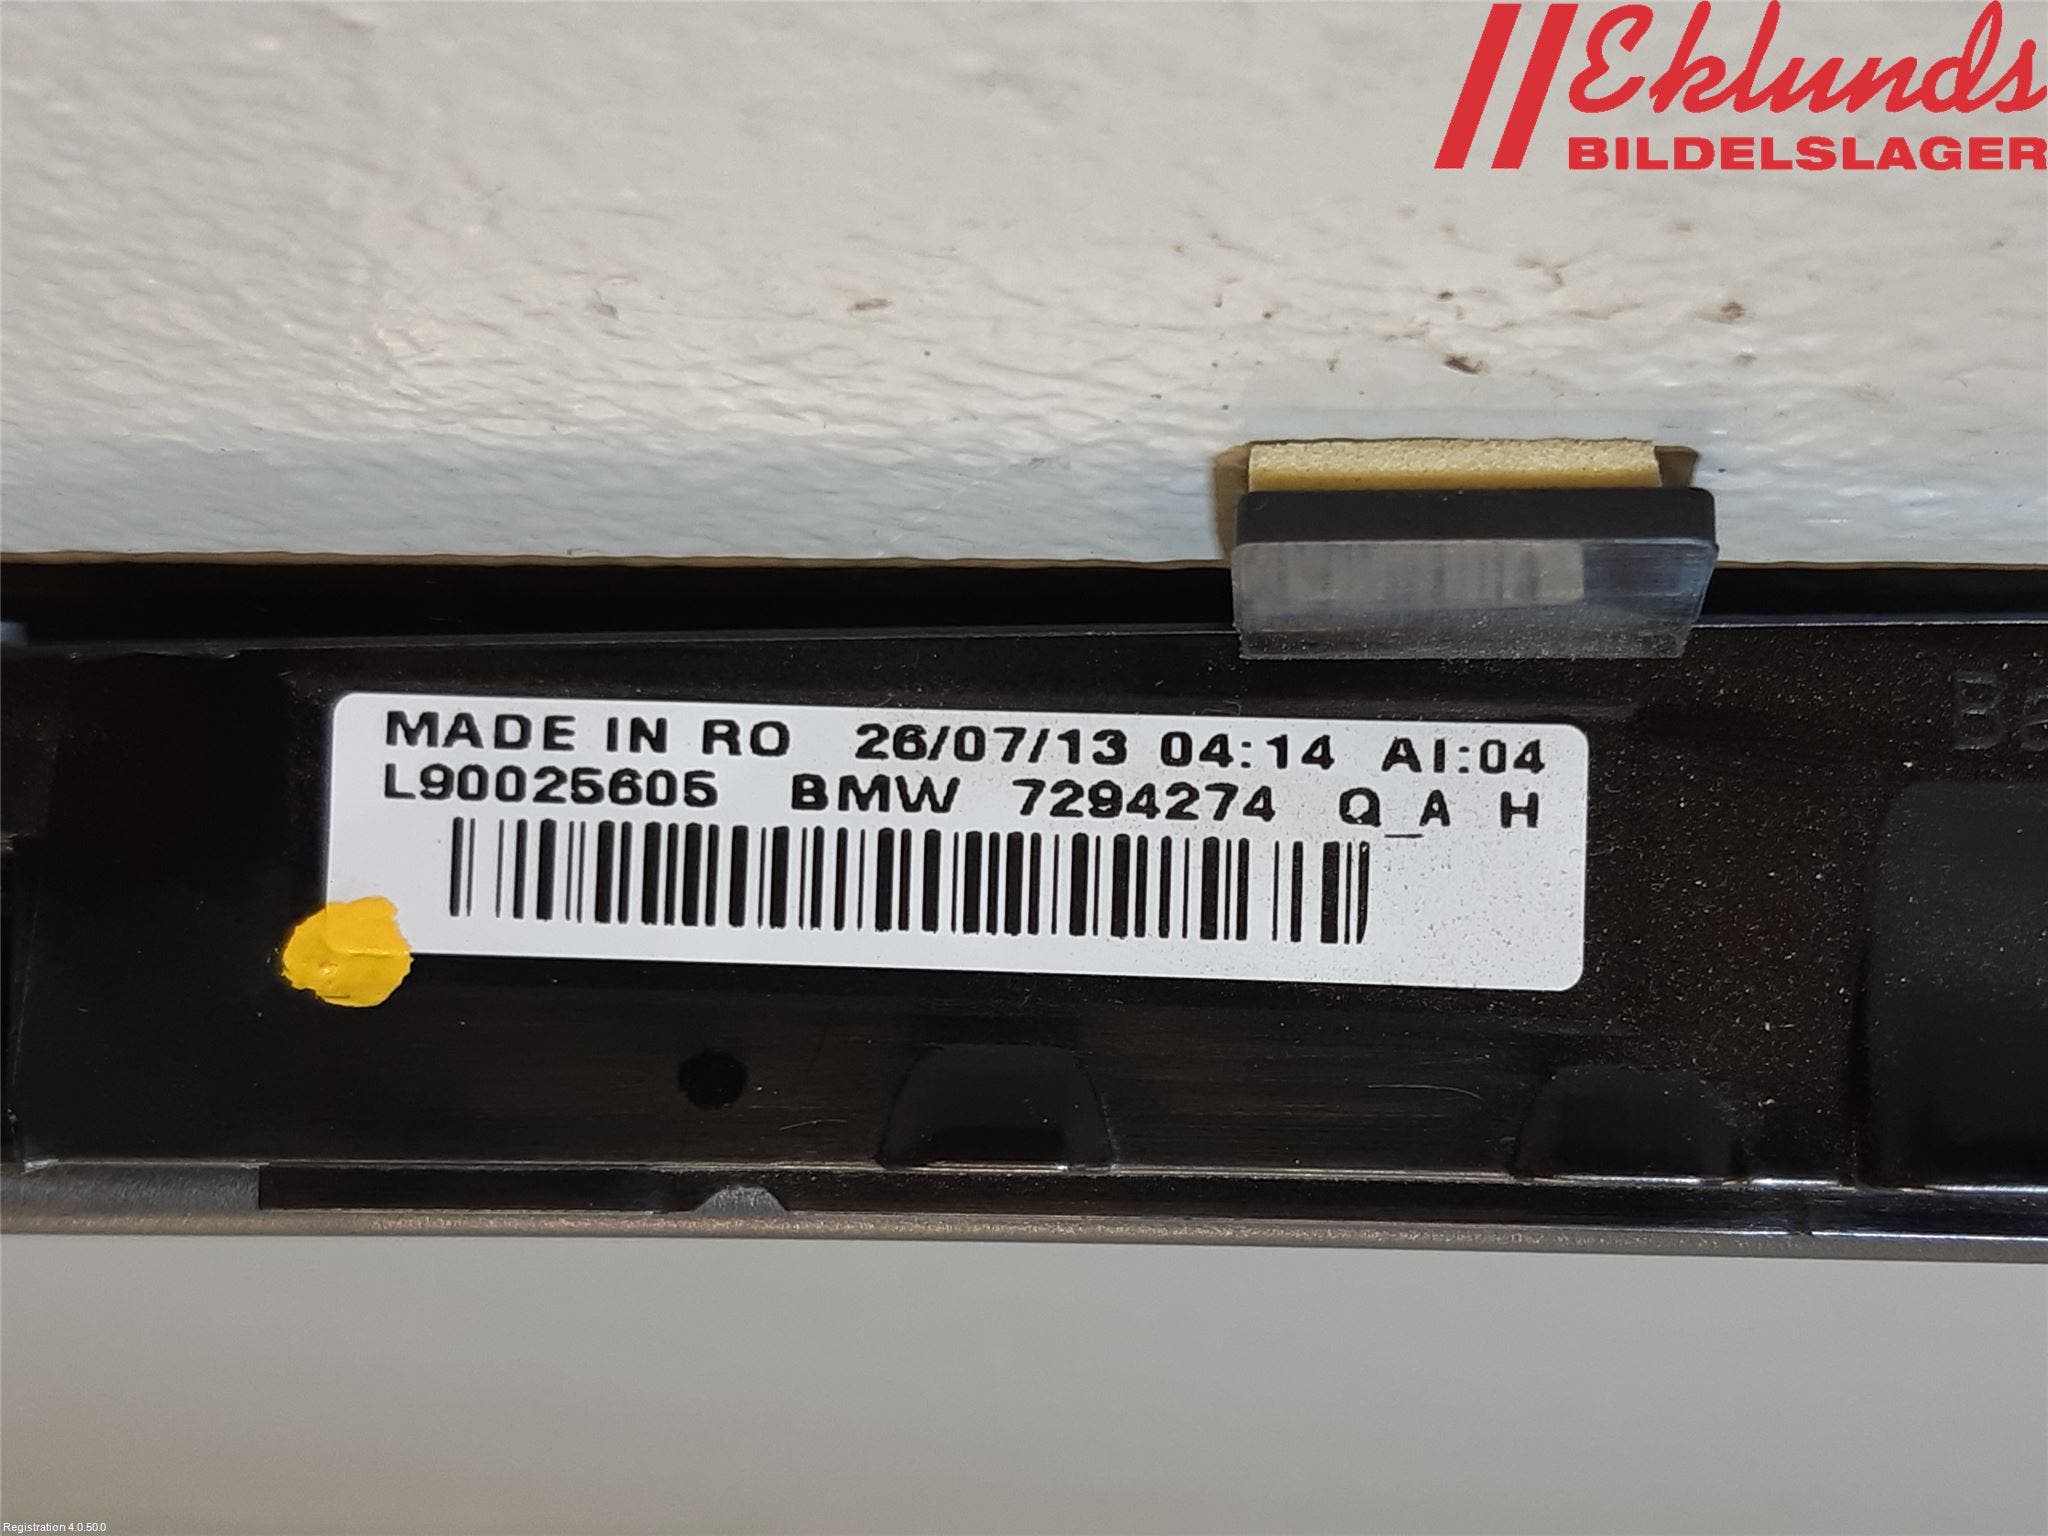 Eklunds
BILDELSLAGER
MADE IN RO 26/07/13 04:14 AI:04
L90025605 BMW 7294274 Q_A H
Registration 4.0.50.0